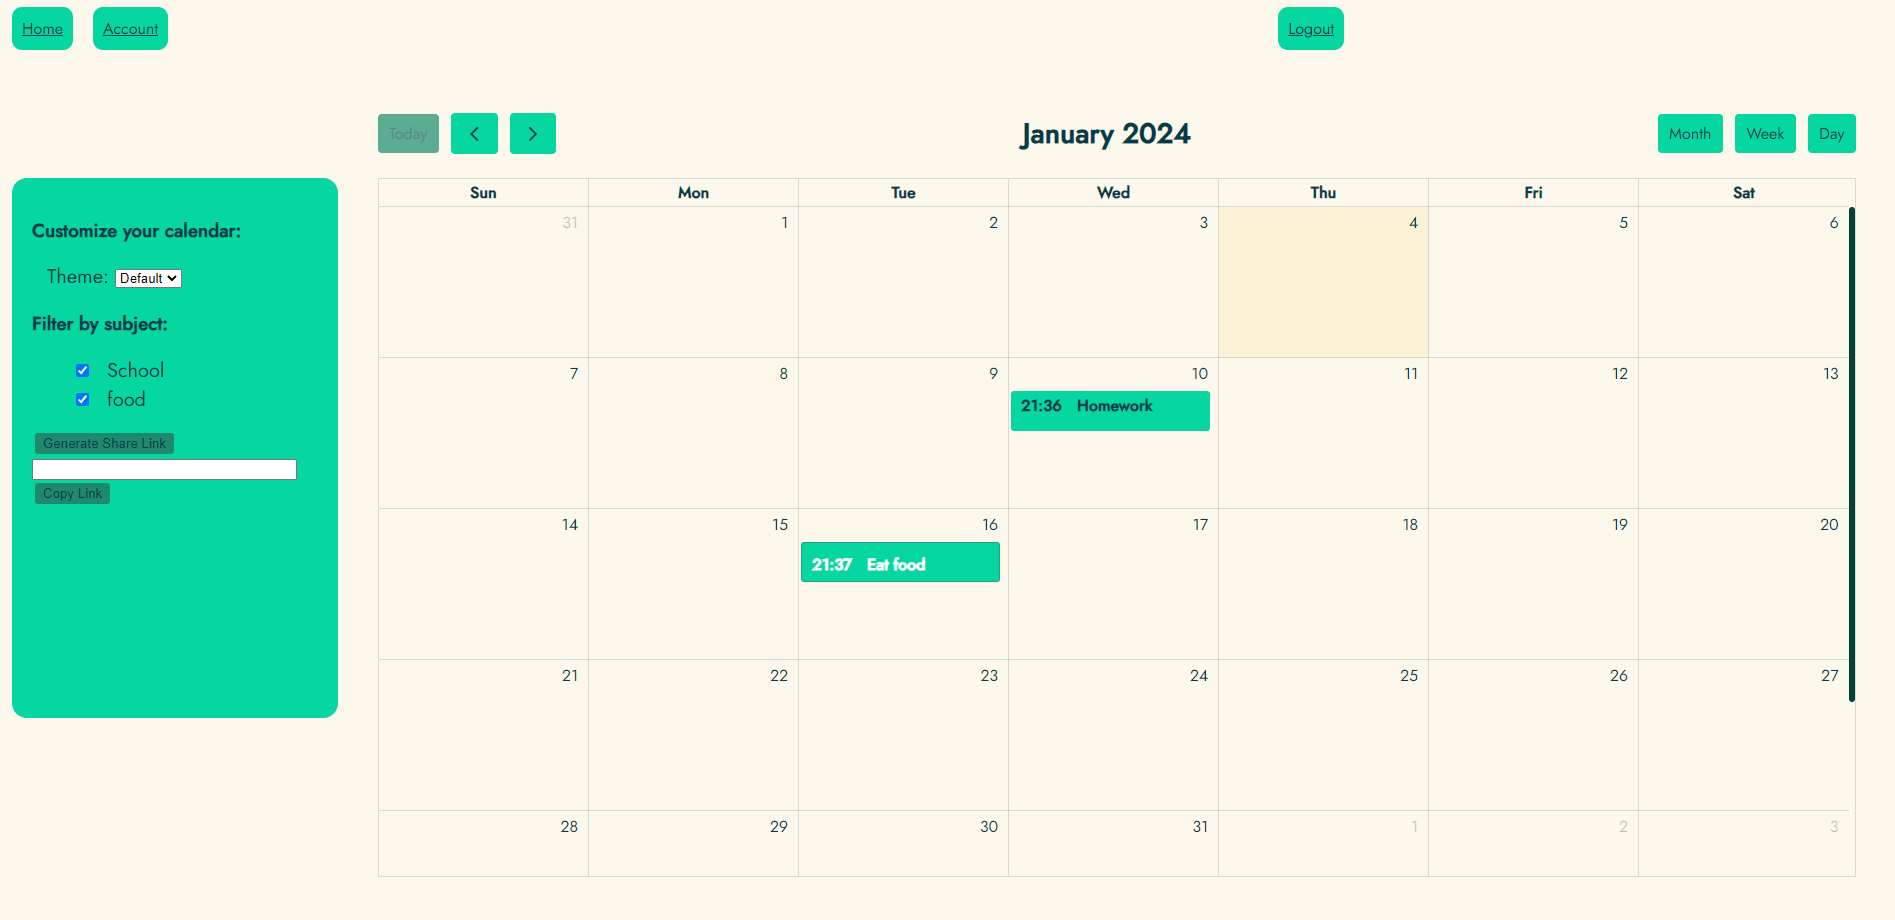 Home Account Logout
Today January 2024 Month Week Day
Customize your calendar:
Theme: Default
Filter by subject:
School
food
Generate Share Link
Copy Link
Sun Mon Tue Wed Thu Fri Sat
31 1 2 3 4 5 6
7 8 9 10 11 12 13
21:36 Homework
14 15 16 17 18 19 20
21:37 Eat food
21 22 23 24 25 26 27
28 29 30 31 1 2 3